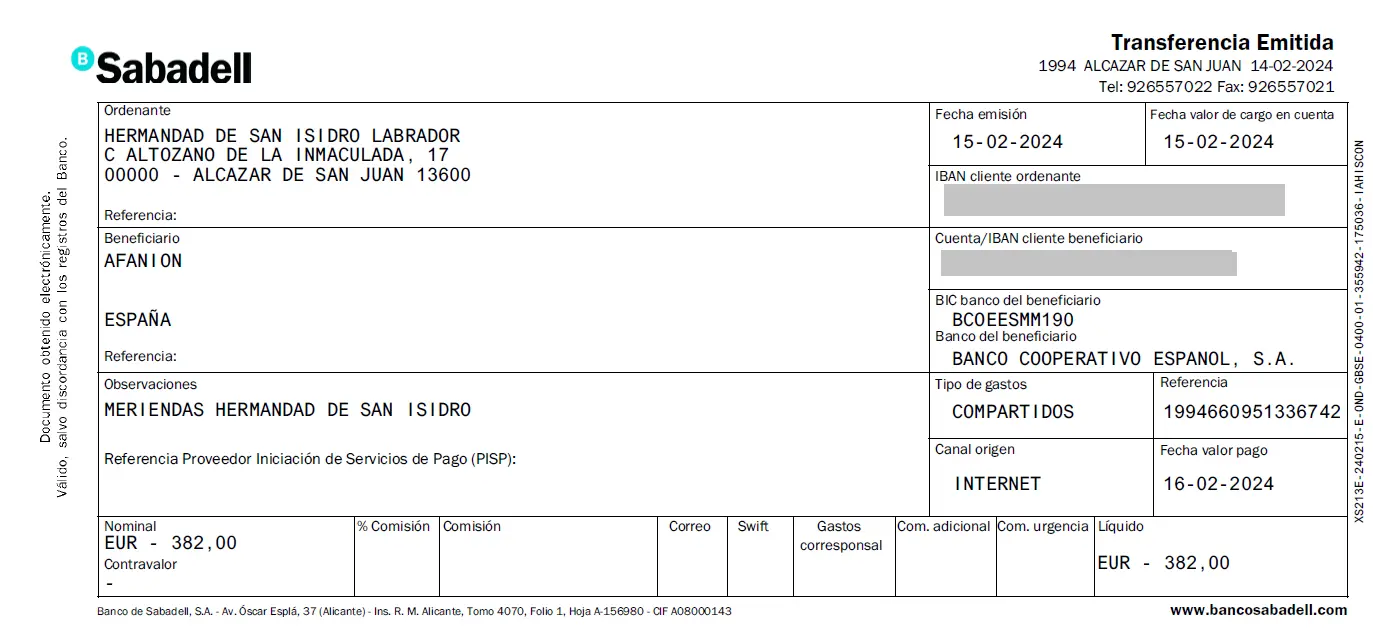 B Sabadell
Transferencia Emitida
1994 ALCAZAR DE SAN JUAN 14-02-2024
Tel: 926557022 Fax: 926557021
Ordenante
HERMANDAD DE SAN ISIDRO LABRADOR
C ALTOZANO DE LA INMACULADA, 17
00000 - ALCAZAR DE SAN JUAN 13600
Referencia:
Fecha emisión
15-02-2024
Fecha valor de cargo en cuenta
15-02-2024
IBAN cliente ordenante
Beneficiario
AFANION
ESPAÑA
Referencia:
Cuenta/IBAN cliente beneficiario
BIC banco del beneficiario
BCOEESMM190
Banco del beneficiario
BANCO COOPERATIVO ESPANOL, S.A.
Observaciones
MERIENDAS HERMANDAD DE SAN ISIDRO
Referencia Proveedor Iniciación de Servicios de Pago (PISP):
Tipo de gastos
COMPARTIDOS
Referencia
1994660951336742
Canal origen
INTERNET
Fecha valor pago
16-02-2024
Nominal
EUR - 382,00
Contravalor
-
% Comisión
Comisión
Correo
Swift
Gastos
corresponsal
Com. adicional
Com. urgencia
Líquido
EUR - 382,00
Banco de Sabadell, S.A. - Av. Óscar Esplá, 37 (Alicante) - Ins. R. M. Alicante, Tomo 4070, Folio 1, Hoja A-156980 - CIF A08000143
www.bancosabadell.com
Documento obtenido electrónicamente.
Válido, salvo discordancia con los registros del Banco.
XS213E-240215-E-0ND-GBSE-0400-01-355942-175036-IAHISCON